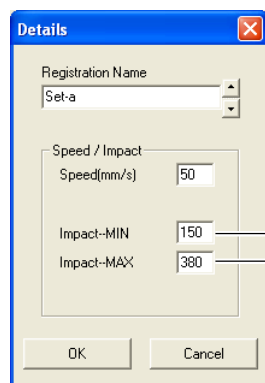 Details
Registration Name
Set-a
Speed / Impact
Speed(mm/s) 50
Impact--MIN 150
Impact--MAX 380
OK Cancel